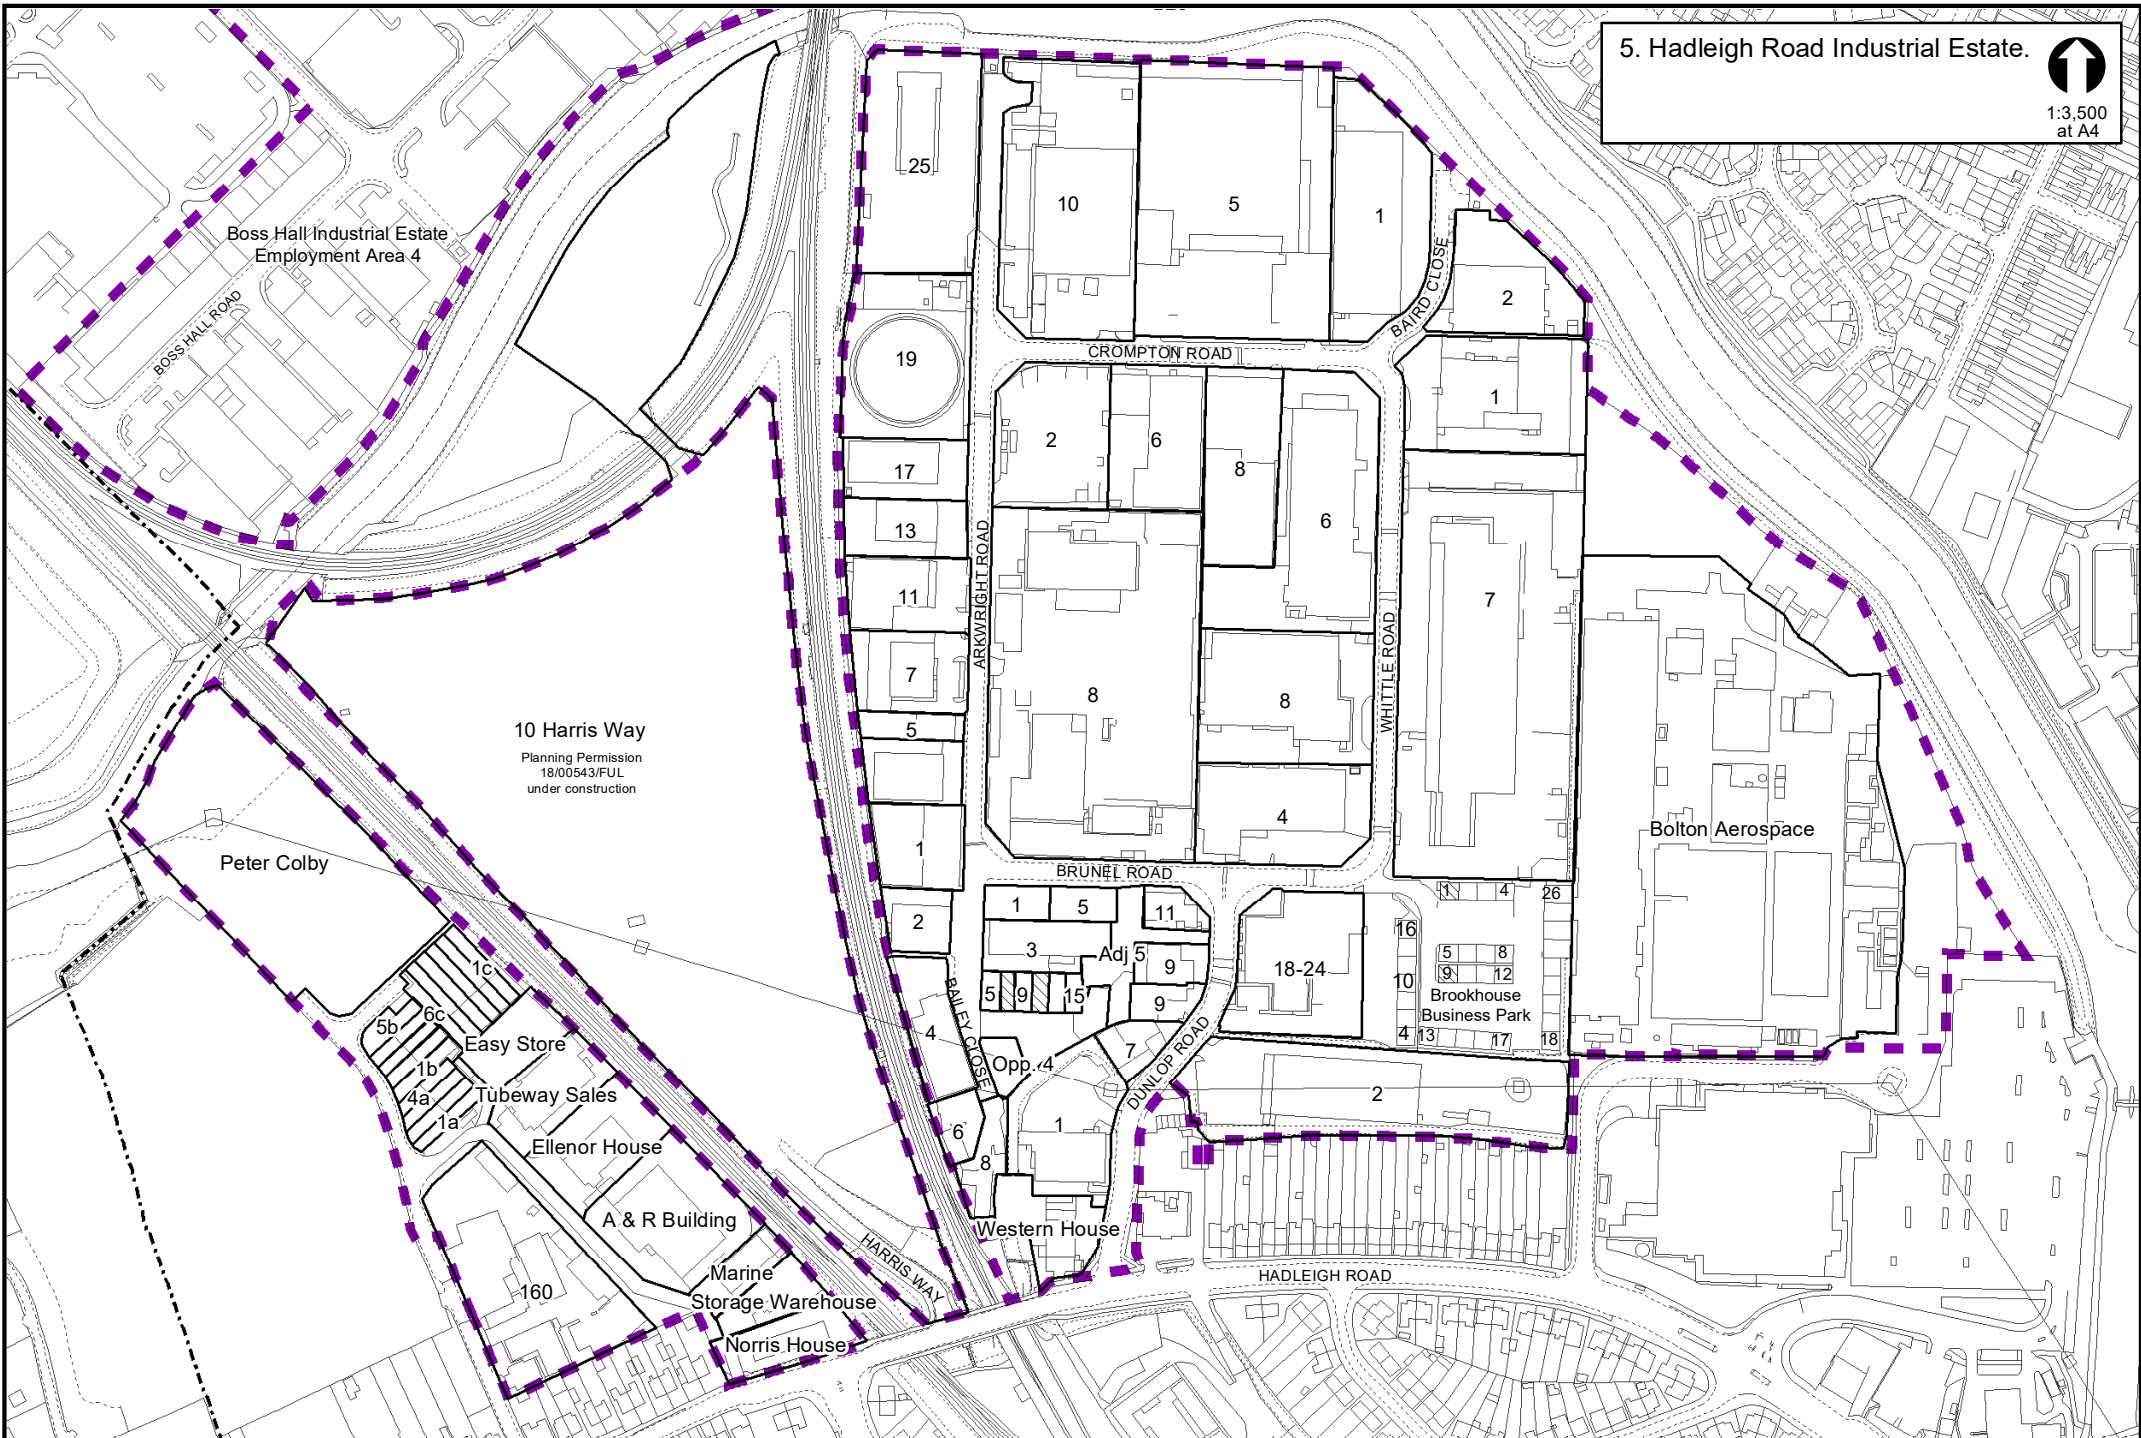 5. Hadleigh Road Industrial Estate.
1:3,500
at A4
Boss Hall Industrial Estate
Employment Area 4
BOSS HALL ROAD
25
10
5
1
BAIRD CLOSE
2
19
CROMPTON ROAD
1
2
6
8
6
17
13
11
7
5
1
2
ARKWRIGHT ROAD
8
8
4
WHITTLE ROAD
7
Bolton Aerospace
10 Harris Way
Planning Permission
18/00543/FUL
under construction
Peter Colby
BRUNEL ROAD
1
5
11
3
Adj 5
9
5
9
15
9
7
18-24
1
4
26
16
5
8
9
12
10
Brookhouse
Business Park
4
13
17
18
4
BAILEY CLOSE
Opp. 4
DUNLOP ROAD
2
1
6
8
Western House
1c
6c
5b
Easy Store
1b
4a
1a
Tubeway Sales
Ellenor House
A & R Building
Marine
Storage Warehouse
Norris House
160
HARRIS WAY
HADLEIGH ROAD